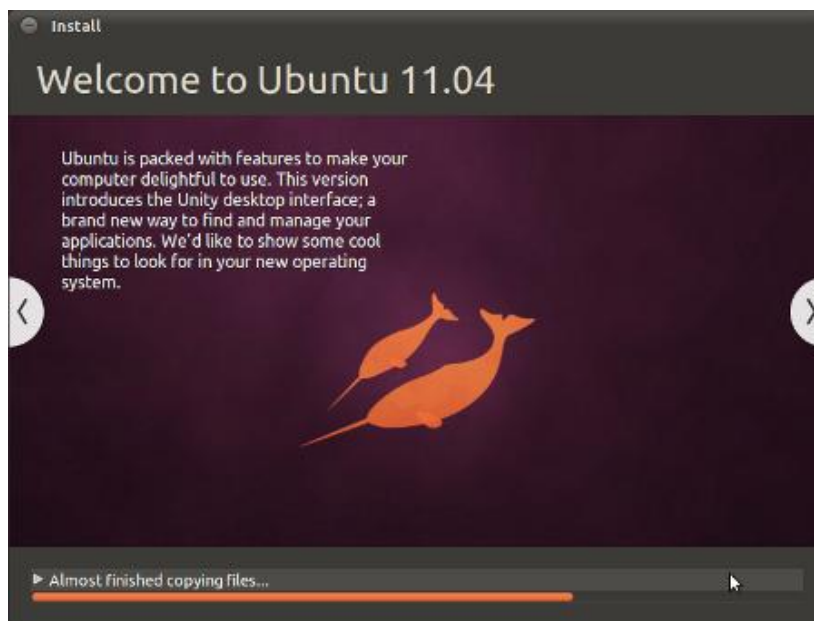 Install
Welcome to Ubuntu 11.04
Ubuntu is packed with features to make your
computer delightful to use. This version
introduces the Unity desktop interface; a
brand new way to find and manage your
applications. We'd like to show some cool
things to look for in your new operating
system.
Almost finished copying files...